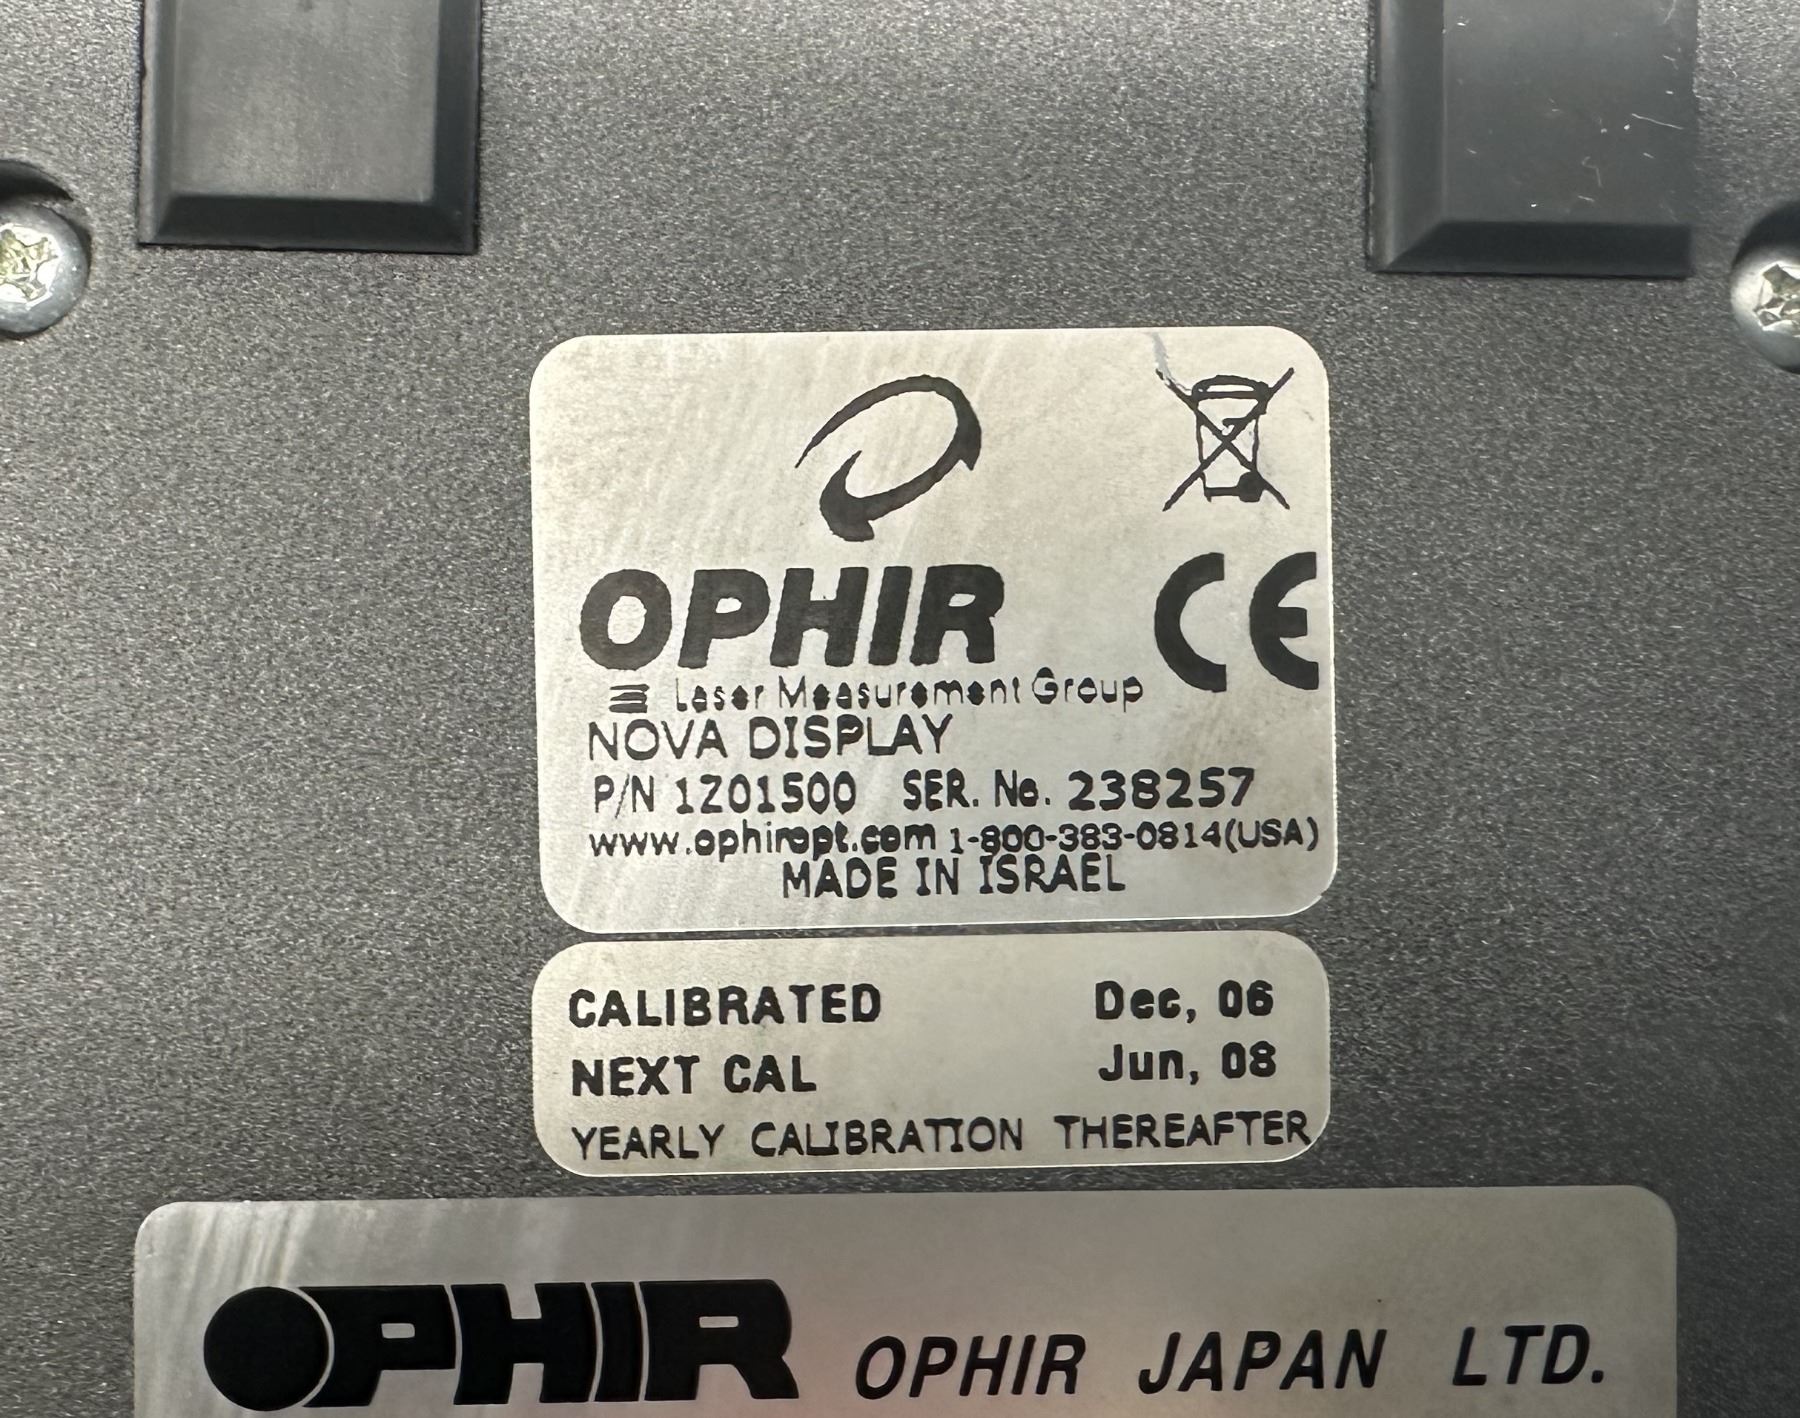 OPHIR
Laser Measurement Group
CE
NOVA DISPLAY
P/N 1Z01500 SER. No. 238257
www.ophiropt.com 1-800-383-0814(USA)
MADE IN ISRAEL
CALIBRATED Dec, 06
NEXT CAL Jun, 08
YEARLY CALIBRATION THEREAFTER
OPHIR OPHIR JAPAN LTD.